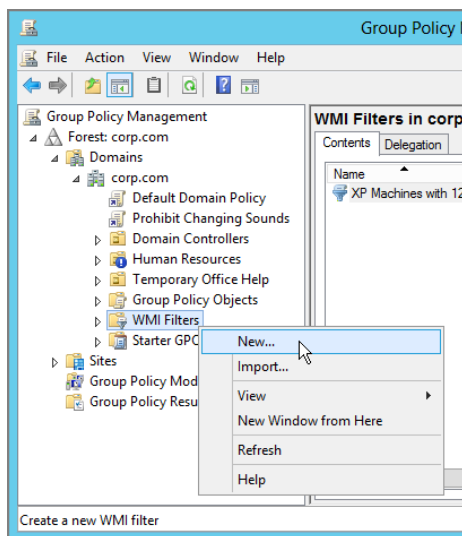 Group Policy
File Action View Window Help
Group Policy Management
Forest: corp.com
Domains
corp.com
Default Domain Policy
Prohibit Changing Sounds
Domain Controllers
Human Resources
Temporary Office Help
Group Policy Objects
WMI Filters
Starter GPO
Sites
Group Policy Mod
Group Policy Resu
WMI Filters in corp
Contents Delegation
Name
XP Machines with 12
New...
Import...
View
New Window from Here
Refresh
Help
Create a new WMI filter